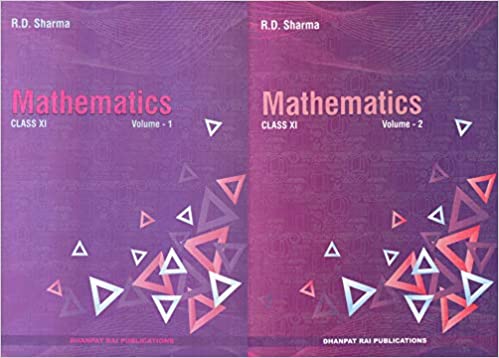 R.D. Sharma
Mathematics
CLASS XI Volume - 1
DHANPAT RAI PUBLICATIONS
R.D. Sharma
Mathematics
CLASS XI Volume - 2
DHANPAT RAI PUBLICATIONS